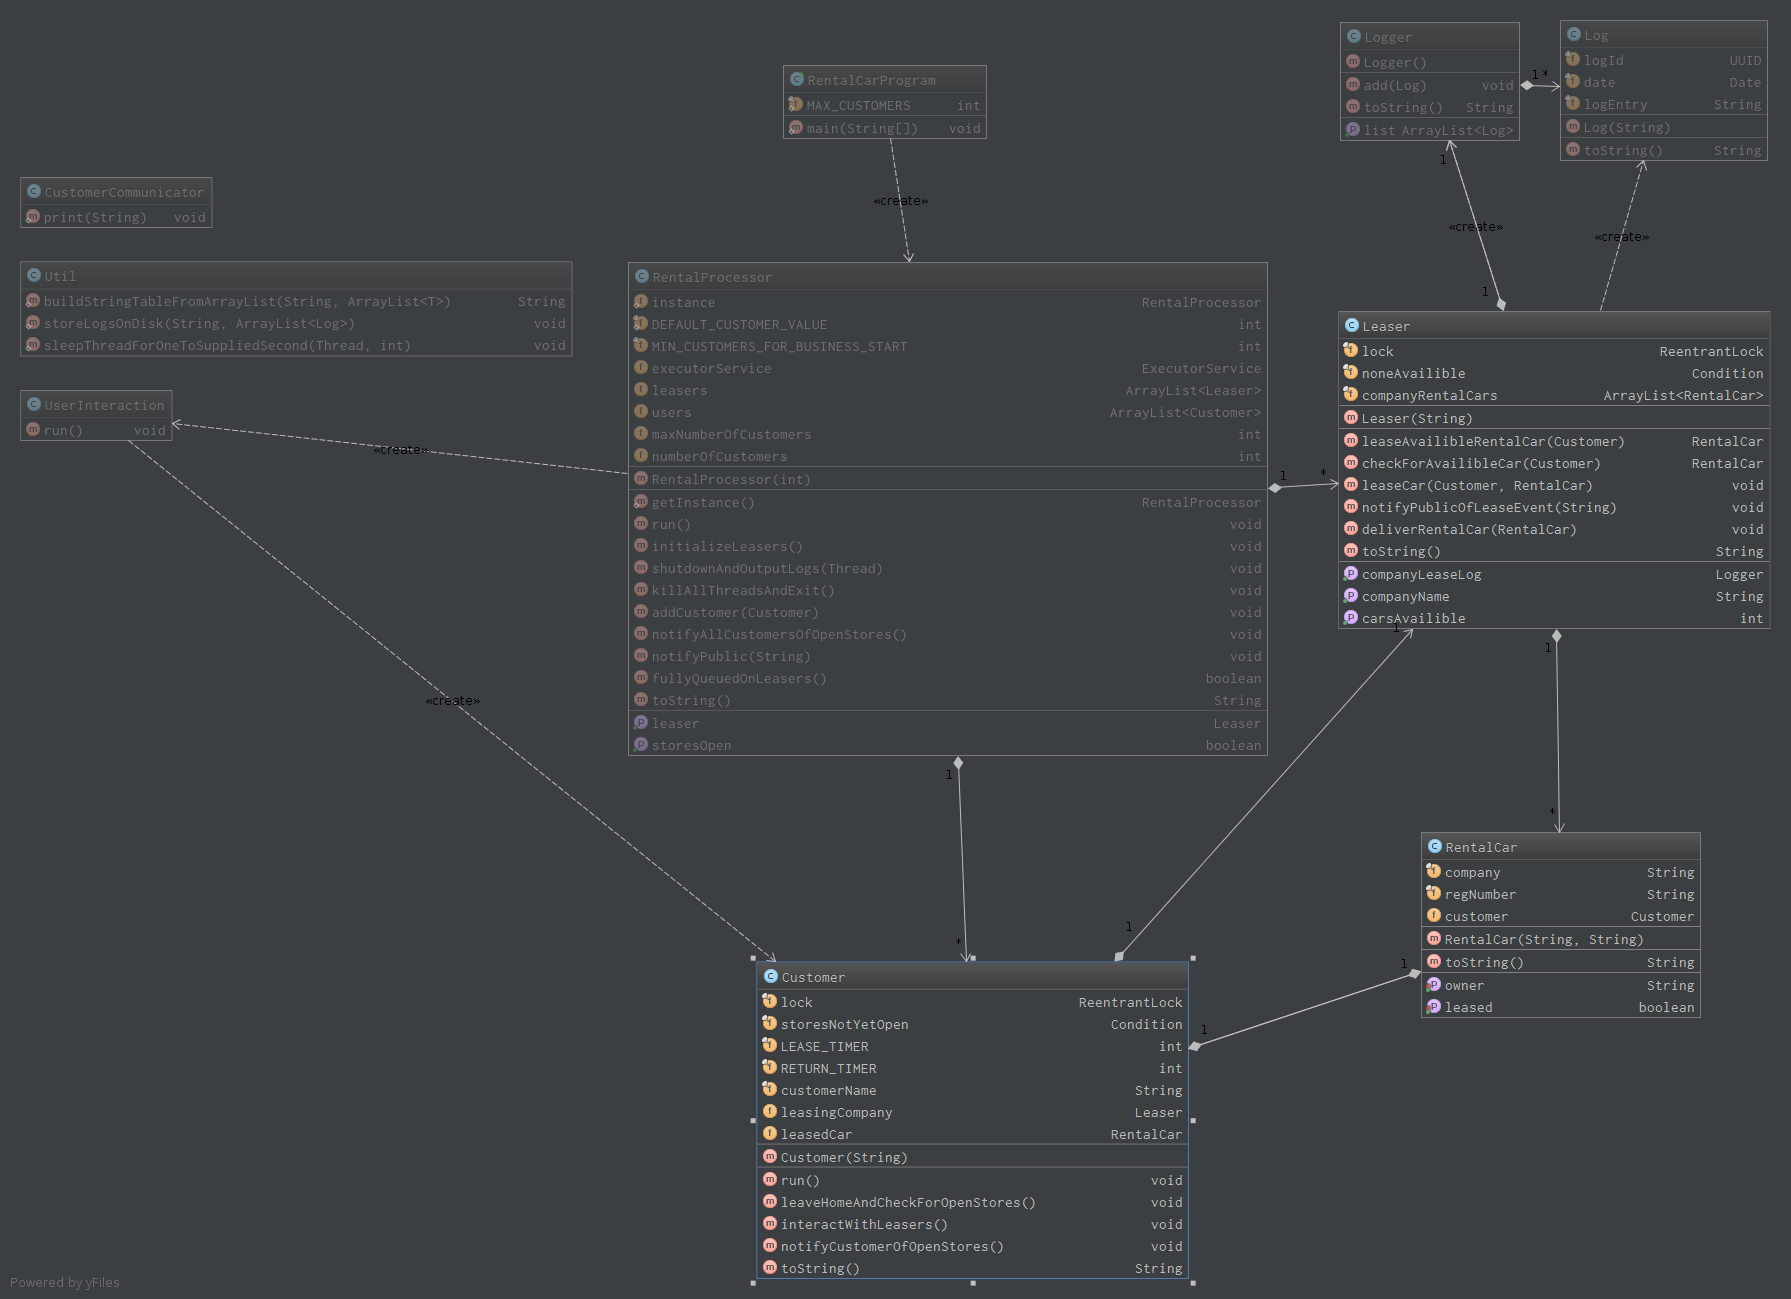 Logger
Logger()
add(Log) void
toString() String
list ArrayList<Log>
1 *
Log
logId UUID
date Date
logEntry String
Log(String)
toString() String
RentalCarProgram
MAX_CUSTOMERS int
main(String[]) void
«create»
CustomerCommunicator
print(String) void
Util
buildStringTableFromArrayList(String, ArrayList<T>) String
storeLogsOnDisk(String, ArrayList<Log>) void
sleepThreadForOneToSuppliedSecond(Thread, int) void
UserInteraction
run() void
«create»
«create»
RentalProcessor
instance RentalProcessor
DEFAULT_CUSTOMER_VALUE int
MIN_CUSTOMERS_FOR_BUSINESS_START int
executorService ExecutorService
leasers ArrayList<Leaser>
users ArrayList<Customer>
maxNumberOfCustomers int
numberOfCustomers int
RentalProcessor(int)
getInstance() RentalProcessor
run() void
initializeLeasers() void
shutdownAndOutputLogs(Thread) void
killAllThreadsAndExit() void
addCustomer(Customer) void
notifyAllCustomersOfOpenStores() void
notifyPublic(String) void
fullyQueuedOnLeasers() boolean
toString() String
leaser Leaser
storesOpen boolean
1 *
1
«create»
«create»
1
Leaser
lock ReentrantLock
noneAvailible Condition
companyRentalCars ArrayList<RentalCar>
Leaser(String)
leaseAvailibleRentalCar(Customer) RentalCar
checkForAvailibleCar(Customer) RentalCar
leaseCar(Customer, RentalCar) void
notifyPublicOfLeaseEvent(String) void
deliverRentalCar(RentalCar) void
toString() String
companyLeaseLog Logger
companyName String
carsAvailible int
1
1
*
1
*
1
RentalCar
company String
regNumber String
customer Customer
RentalCar(String, String)
toString() String
owner String
leased boolean
1
1
Customer
lock ReentrantLock
storesNotYetOpen Condition
LEASE_TIMER int
RETURN_TIMER int
customerName String
leasingCompany Leaser
leasedCar RentalCar
Customer(String)
run() void
leaveHomeAndCheckForOpenStores() void
interactWithLeasers() void
notifyCustomerOfOpenStores() void
toString() String
Powered by yFiles